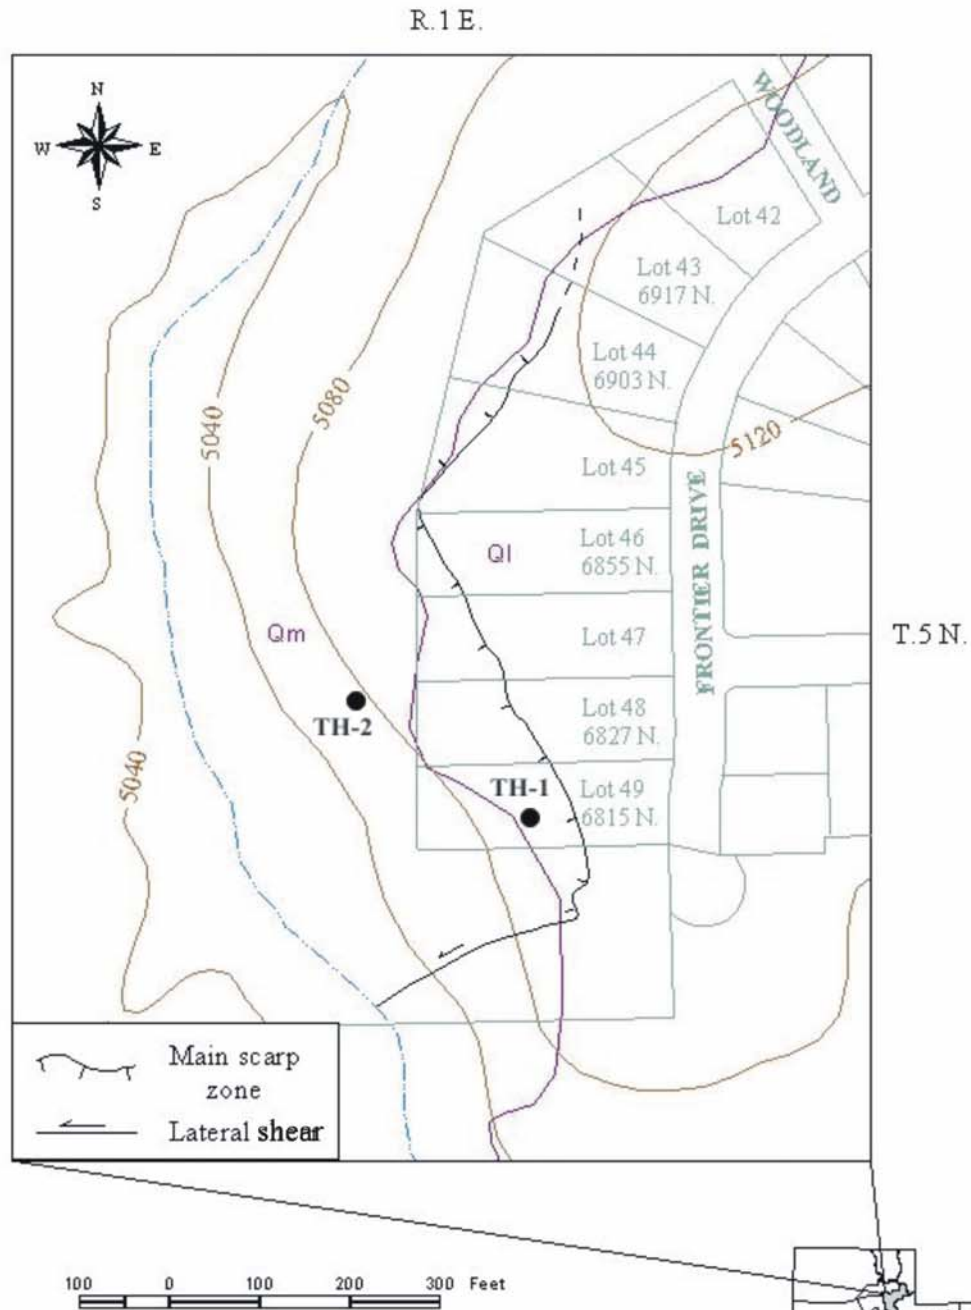 R.1 E.
N
W E
S
WOODLAND
Lot 42
Lot 43
6917 N.
Lot 44
6903 N.
5040
5080
5120
Lot 45
FRONTIER DRIVE
Lot 46
6855 N.
Ql
T.5 N.
Qm
Lot 47
TH-2
Lot 48
6827 N.
5040
TH-1
Lot 49
6815 N.
Main scarp
zone
Lateral shear
100 0 100 200 300 Feet